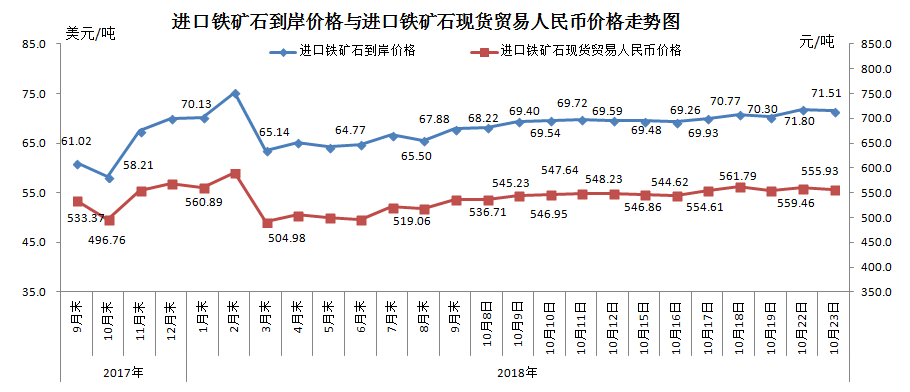 进口铁矿石到岸价格与进口铁矿石现货贸易人民币价格走势图
美元/吨
元/吨
进口铁矿石到岸价格 进口铁矿石现货贸易人民币价格
85.0
75.0
65.0
55.0
45.0
35.0
850.0
800.0
750.0
700.0
650.0
600.0
550.0
500.0
450.0
400.0
350.0
61.02
58.21
70.13
65.14
64.77
65.50
67.88
68.22
69.40
69.54
69.72
69.59
69.48
69.26
69.93
70.77
70.30
71.80
71.51
533.37
496.76
560.89
504.98
519.06
536.71
545.23
546.95
547.64
548.23
546.86
544.62
554.61
561.79
559.46
555.93
9月末
10月末
11月末
12月末
1月末
2月末
3月末
4月末
5月末
6月末
7月末
8月末
9月末
10月8日
10月9日
10月10日
10月11日
10月12日
10月15日
10月16日
10月17日
10月18日
10月19日
10月22日
10月23日
2017年 2018年